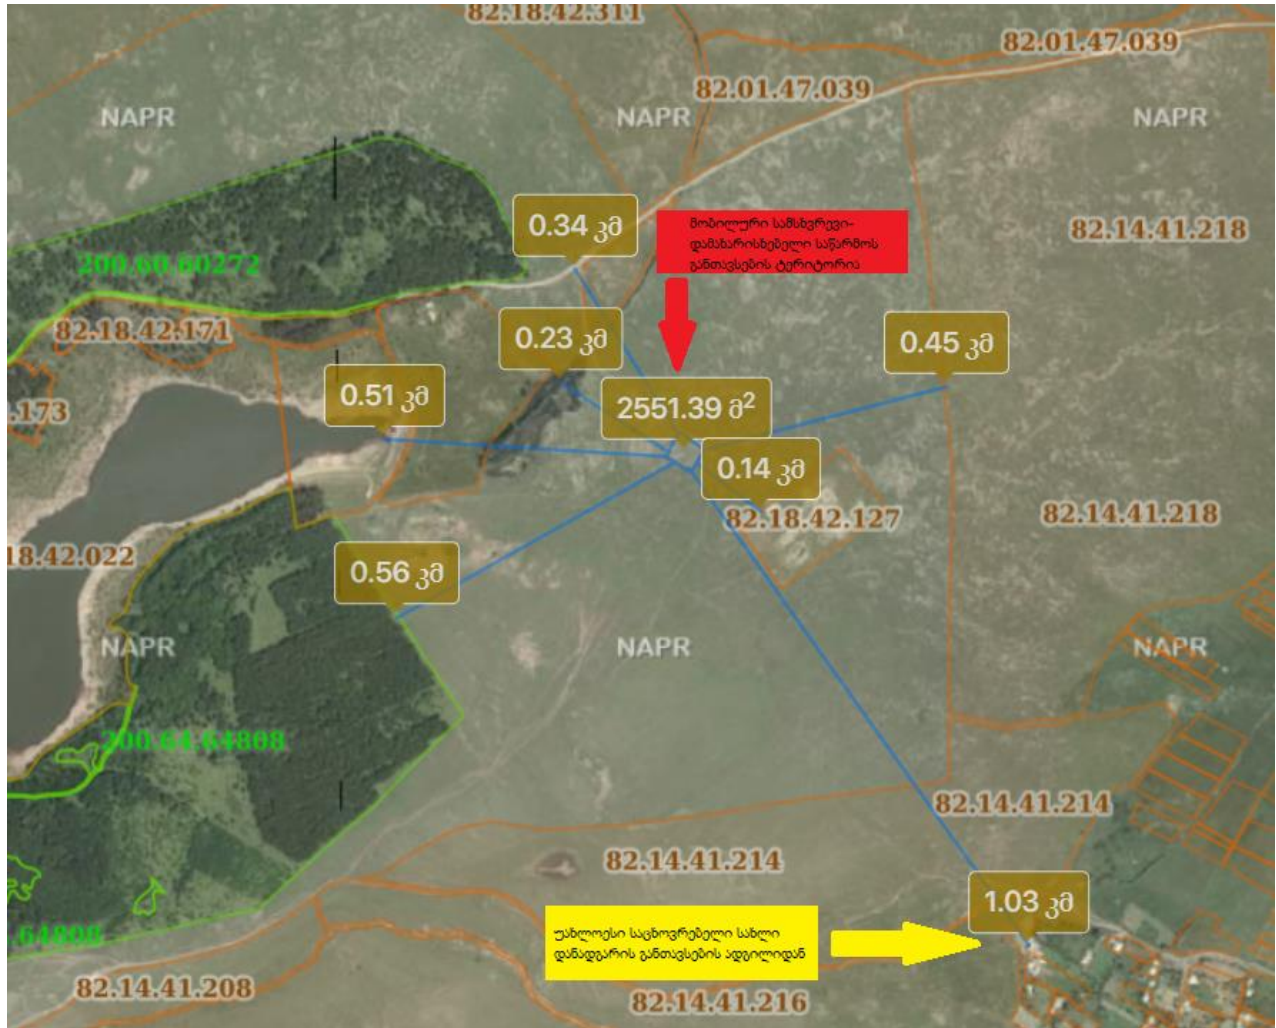 82.18.42.311
82.01.47.039
82.01.47.039
NAPR
NAPR
NAPR
0.34 კმ
მობილური სამსხვრევი-
დამახარისხებელი საწარმოს
განთავსების ტერიტორია
82.14.41.218
200.60.60272
82.18.42.171
0.23 კმ
0.45 კმ
0.51 კმ
2551.39 მ²
.173
0.14 კმ
82.18.42.127
82.14.41.218
18.42.022
0.56 კმ
NAPR
NAPR
NAPR
200.64.64808
82.14.41.214
82.14.41.214
1.03 კმ
.64808
უახლოესი საცხოვრებელი სახლი
დანადგარის განთავსების ადგილიდან
82.14.41.208
82.14.41.216